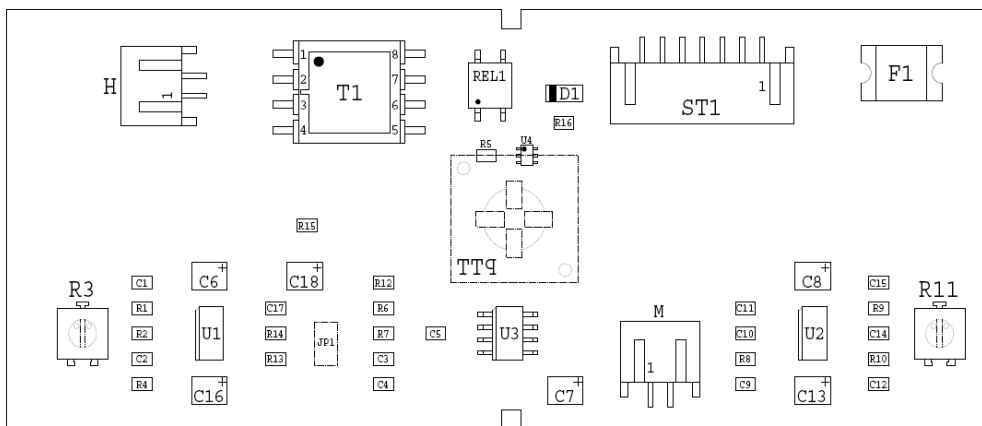 H
1
1
2
3
4
T1
8
7
6
5
REL1
D1
R16
1
ST1
F1
R5
U4
R15
PTT
C6
C18
C8
R3
C1
R12
C15
R11
R1
C17
R6
C11
R9
R2
U1
R14
JP1
R7
C5
U3
M
C10
U2
C14
C2
R13
C3
1
R8
R10
R4
C16
C4
C7
C9
C13
C12